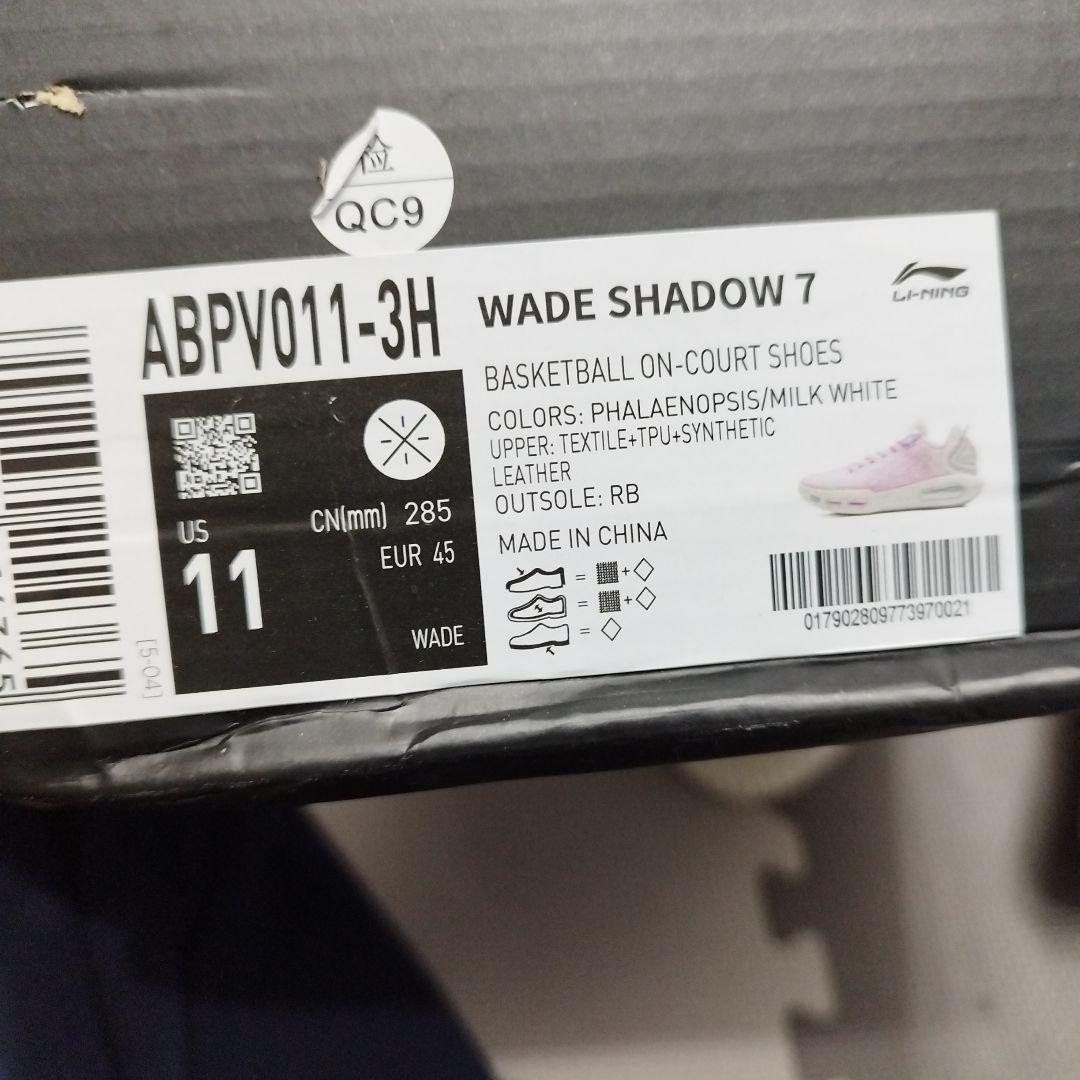 检
QC9
ABPV011-3H
WADE SHADOW 7
LI-NING
BASKETBALL ON-COURT SHOES
COLORS: PHALAENOPSIS/MILK WHITE
UPPER: TEXTILE+TPU+SYNTHETIC
LEATHER
OUTSOLE: RB
MADE IN CHINA
US
11
CN(mm) 285
EUR 45
WADE
[5-04]
017902809773970021